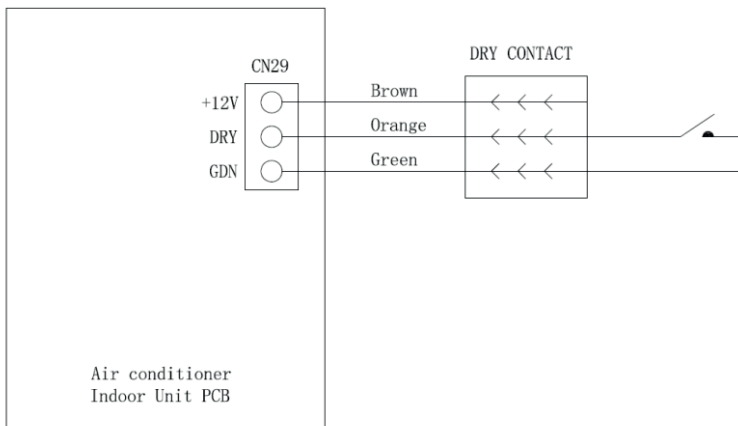 DRY CONTACT
CN29
+12V
Brown
DRY
Orange
GDN
Green
Air conditioner
Indoor Unit PCB